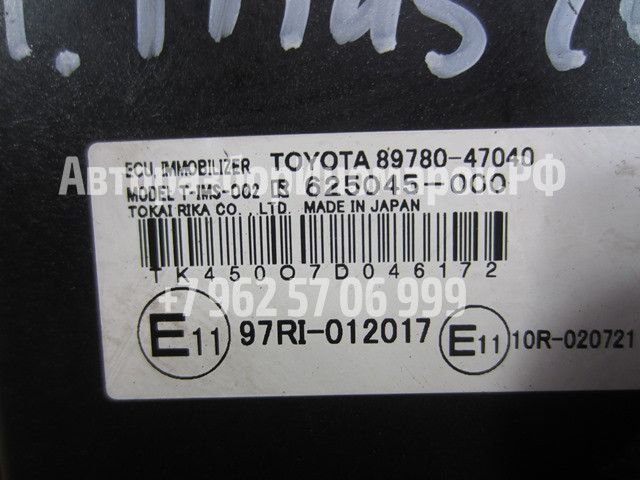 ECU, IMMOBILIZER TOYOTA 89780-47040
MODEL T-IMS-002 625045-000
TOKAI RIKA CO., LTD. MADE IN JAPAN
TK45007D046172
+7 962 57 06 999
E11 97RI-012017 E11 10R-020721